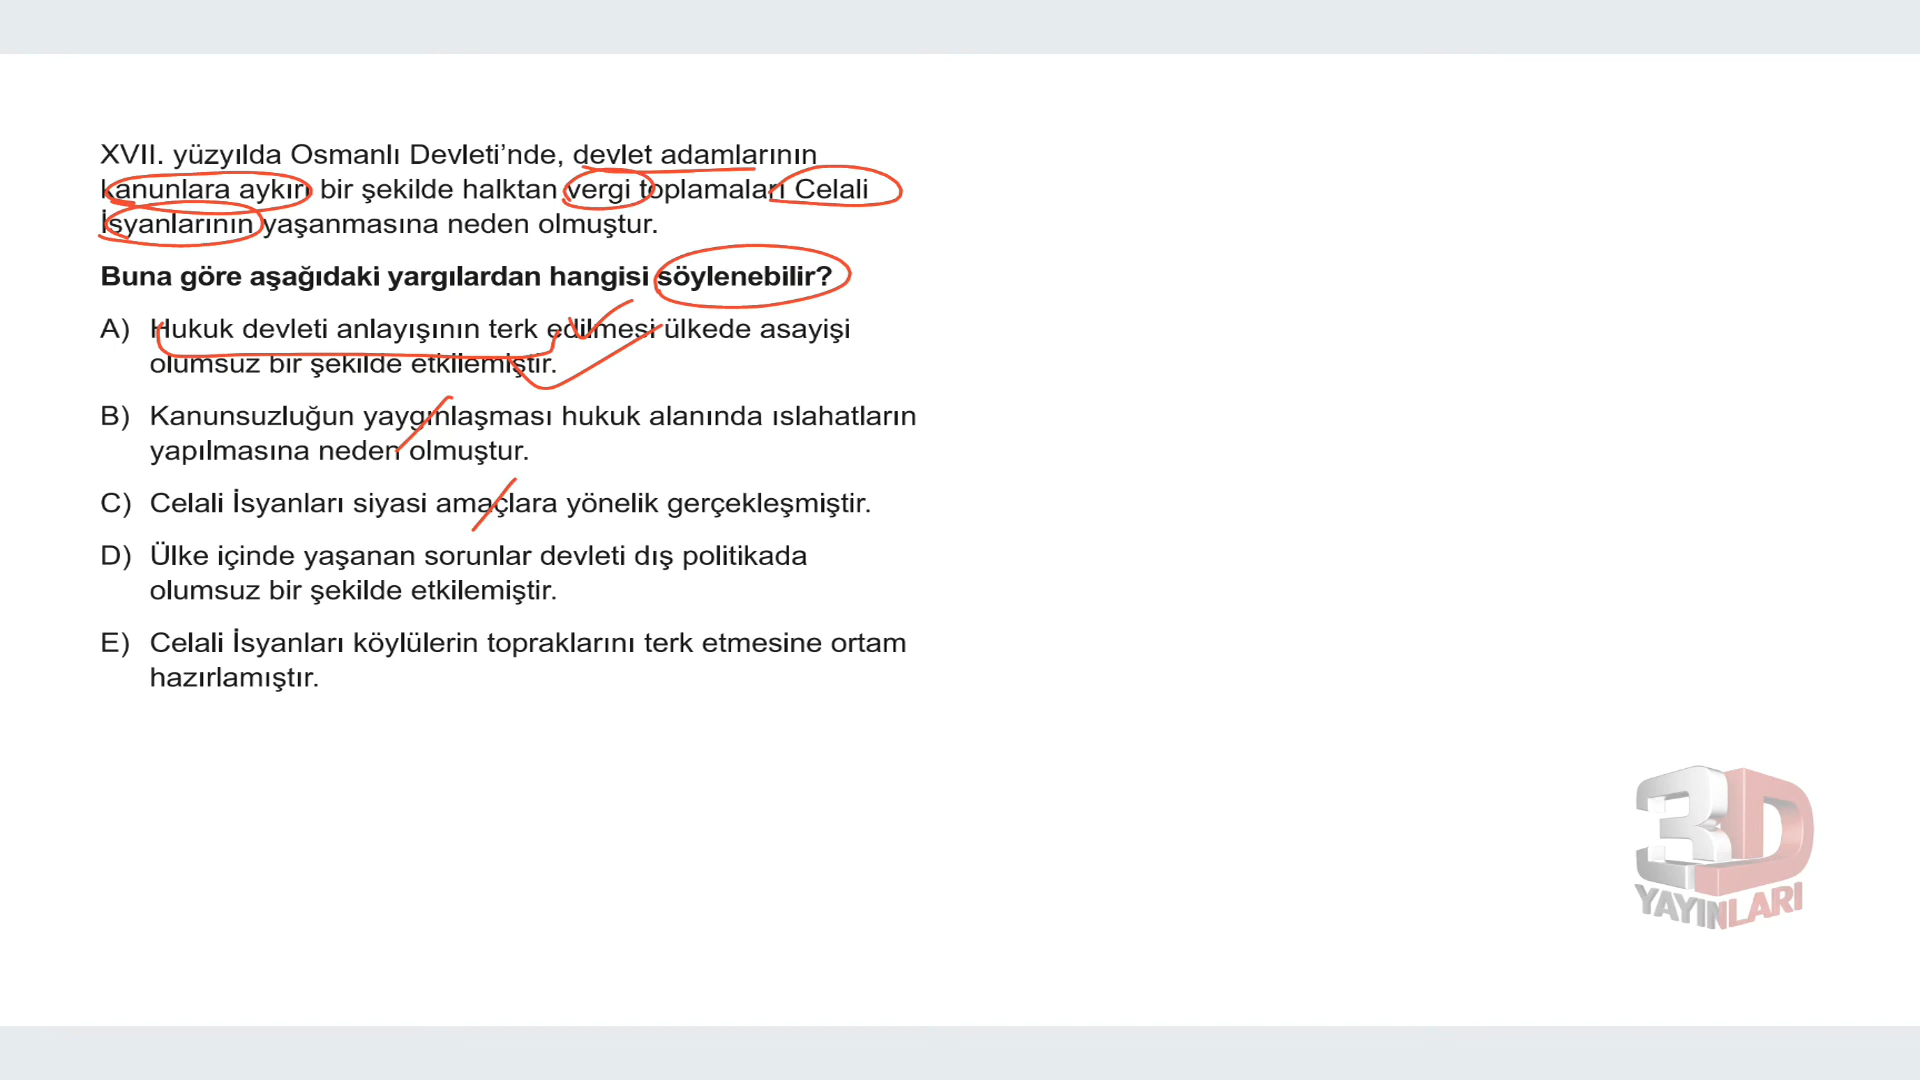 XVII. yüzyılda Osmanlı Devleti’nde, devlet adamlarının
kanunlara aykırı bir şekilde halktan vergi toplamaları Celali
İsyanlarının yaşanmasına neden olmuştur.
Buna göre aşağıdaki yargılardan hangisi söylenebilir?
A) Hukuk devleti anlayışının terk edilmesi ülkede asayişi
olumsuz bir şekilde etkilemiştir.
B) Kanunsuzluğun yaygınlaşması hukuk alanında ıslahatların
yapılmasına neden olmuştur.
C) Celali İsyanları siyasi amaçlara yönelik gerçekleşmiştir.
D) Ülke içinde yaşanan sorunlar devleti dış politikada
olumsuz bir şekilde etkilemiştir.
E) Celali İsyanları köylülerin topraklarını terk etmesine ortam
hazırlamıştır.
3D
YAYINLARI